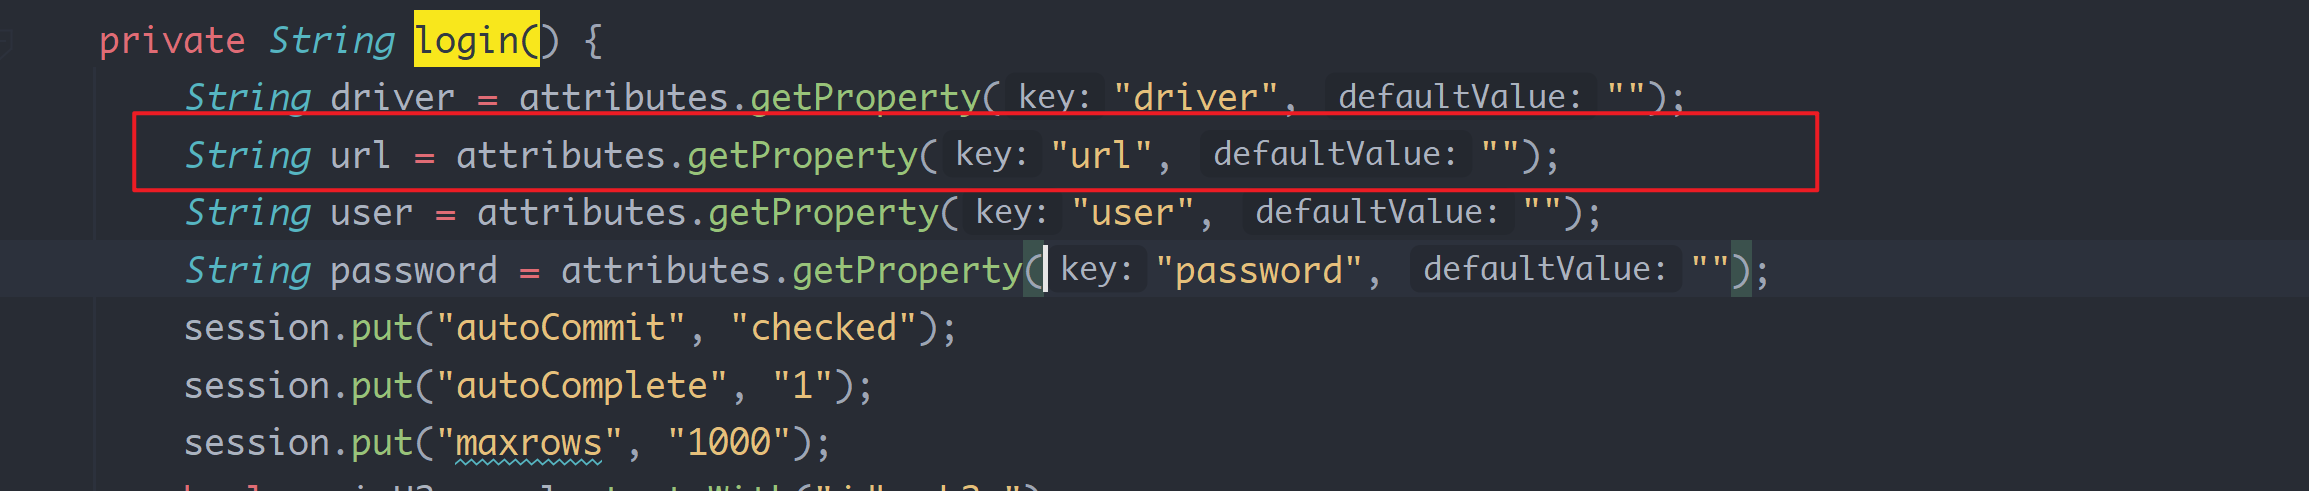 private String login() {
String driver = attributes.getProperty( key: "driver", defaultValue: "");
String url = attributes.getProperty( key: "url", defaultValue: "");
String user = attributes.getProperty( key: "user", defaultValue: "");
String password = attributes.getProperty( key: "password", defaultValue: "");
session.put("autoCommit", "checked");
session.put("autoComplete", "1");
session.put("maxrows", "1000");